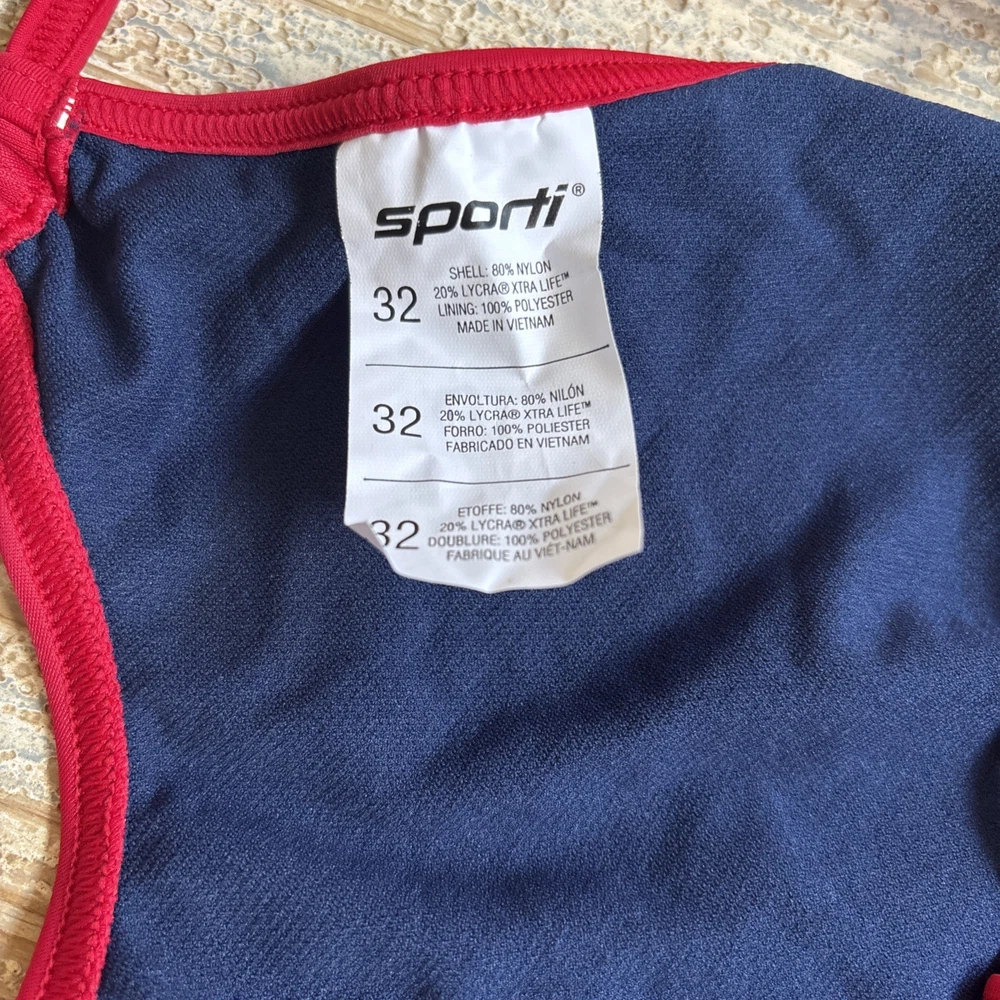 sporti®
32
SHELL: 80% NYLON
20% LYCRA® XTRA LIFE™
LINING: 100% POLYESTER
MADE IN VIETNAM
32
ENVOLTURA: 80% NILÓN
20% LYCRA® XTRA LIFE™
FORRO: 100% POLIESTER
FABRICADO EN VIETNAM
32
ETOFFE: 80% NYLON
20% LYCRA® XTRA LIFE™
DOUBLURE: 100% POLYESTER
FABRIQUE AU VIÉT-NAM